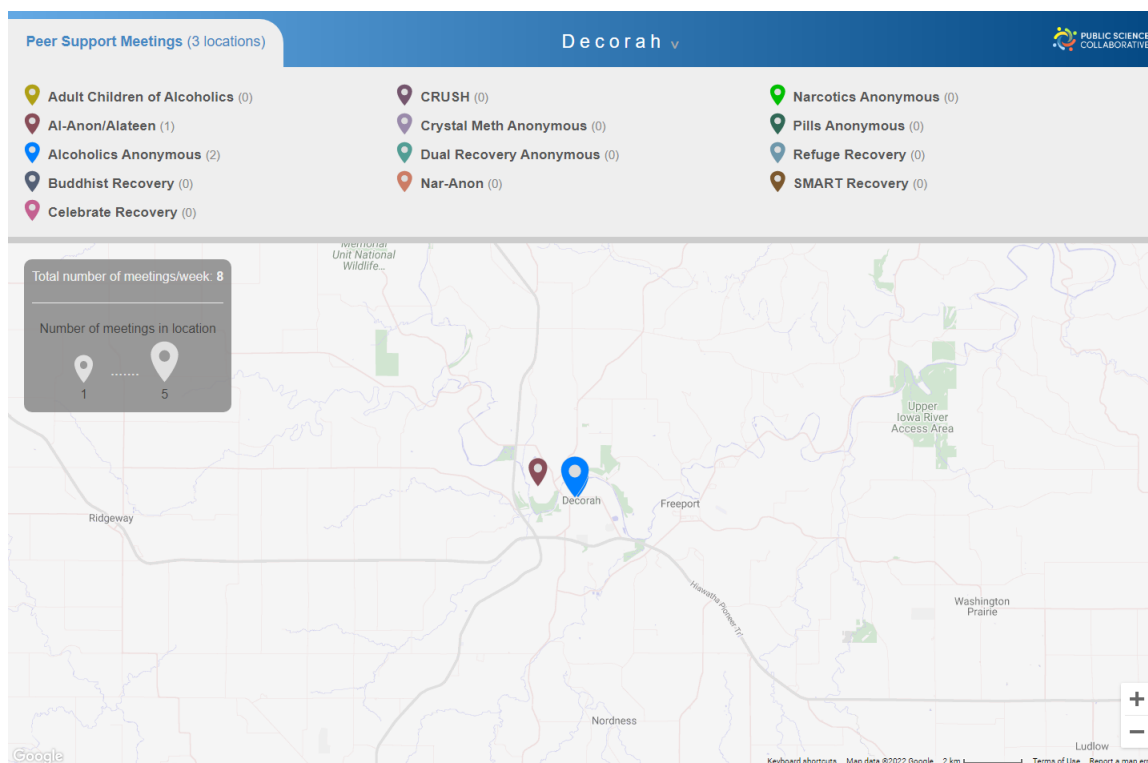 Peer Support Meetings (3 locations)
Decorah v
PUBLIC SCIENCE
COLLABORATIVE
Adult Children of Alcoholics (0)
Al-Anon/Alateen (1)
Alcoholics Anonymous (2)
Buddhist Recovery (0)
Celebrate Recovery (0)
CRUSH (0)
Crystal Meth Anonymous (0)
Dual Recovery Anonymous (0)
Nar-Anon (0)
Narcotics Anonymous (0)
Pills Anonymous (0)
Refuge Recovery (0)
SMART Recovery (0)
Memorial
Unit National
Wildlife...
Total number of meetings/week: 8
Number of meetings in location
1 ....... 5
Upper
Iowa River
Access Area
Decorah
Freeport
Ridgeway
Hiawatha Pioneer Trl
Washington
Prairie
Nordness
Ludlow
+
−
Google
Keyboard shortcuts Map data ©2022 Google 2 km Terms of Use Report a map er